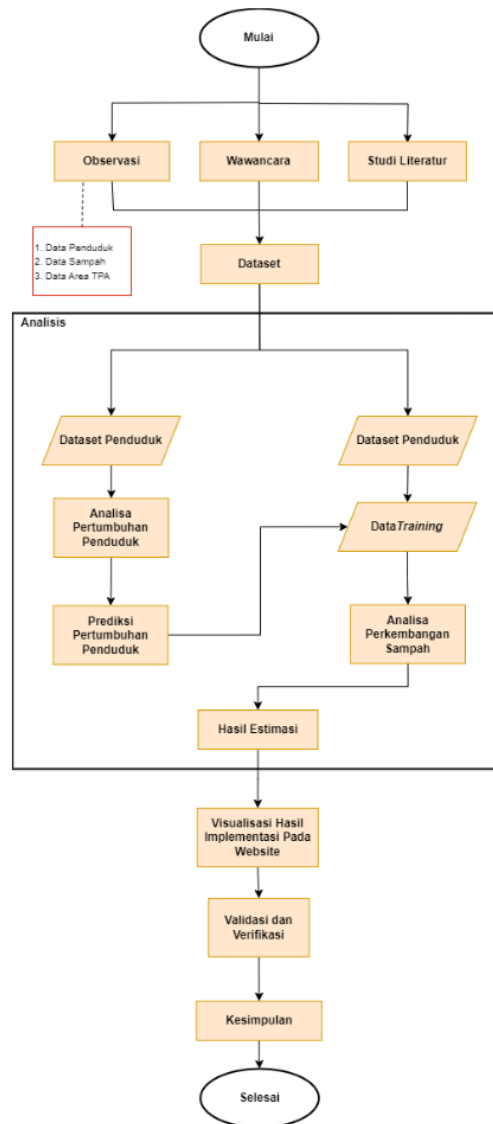 Mulai
Observasi
Wawancara
Studi Literatur
1. Data Penduduk
2. Data Sampah
3. Data Area TPA
Dataset
Analisis
Dataset Penduduk
Dataset Penduduk
Analisa
Pertumbuhan
Penduduk
DataTraining
Prediksi
Pertumbuhan
Penduduk
Analisa
Perkembangan
Sampah
Hasil Estimasi
Visualisasi Hasil
Implementasi Pada
Website
Validasi dan
Verifikasi
Kesimpulan
Selesai